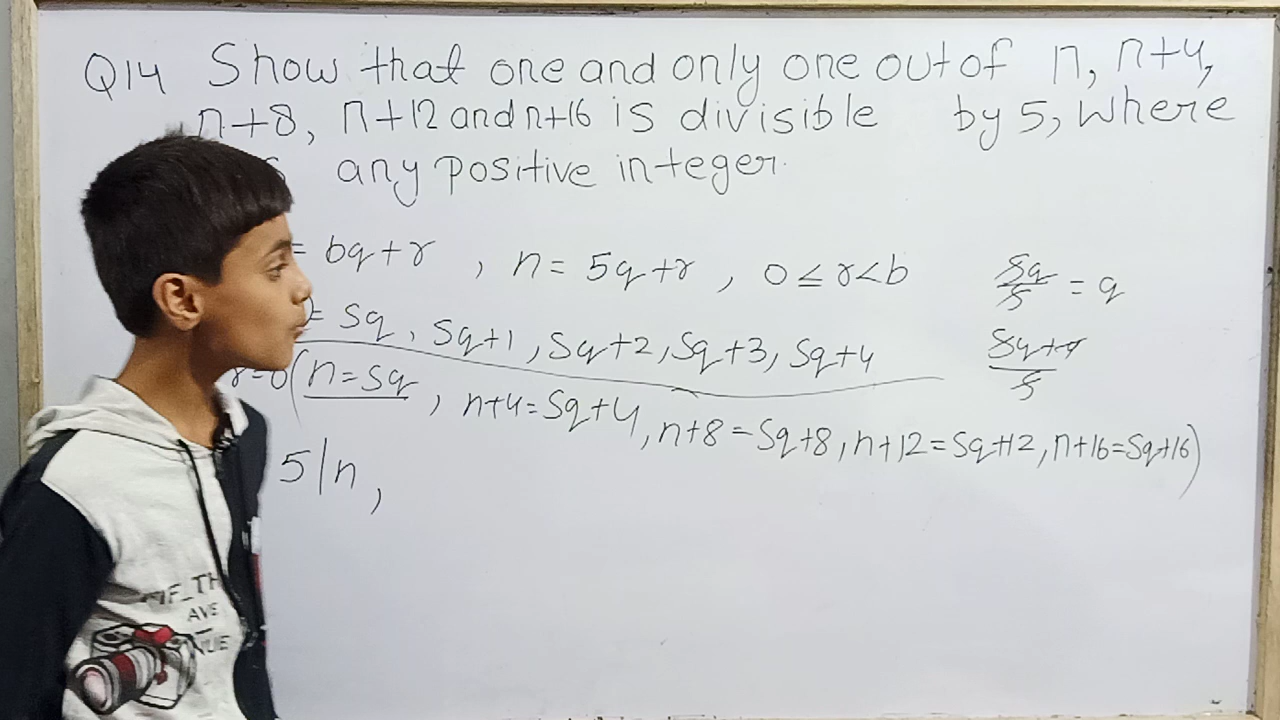 Q14 Show that one and only one out of n, n+4,
n+8, n+12 and n+16 is divisible by 5, where
any positive integer.
= bq+r , n = 5q+r , 0 ≤ r < b
5q/5 = q
= 5q, 5q+1, 5q+2, 5q+3, 5q+4
5q+4/5
r=0(n=5q, n+4=5q+4, n+8=5q+8, n+12=5q+12, n+16=5q+16)
5|n,
AVE